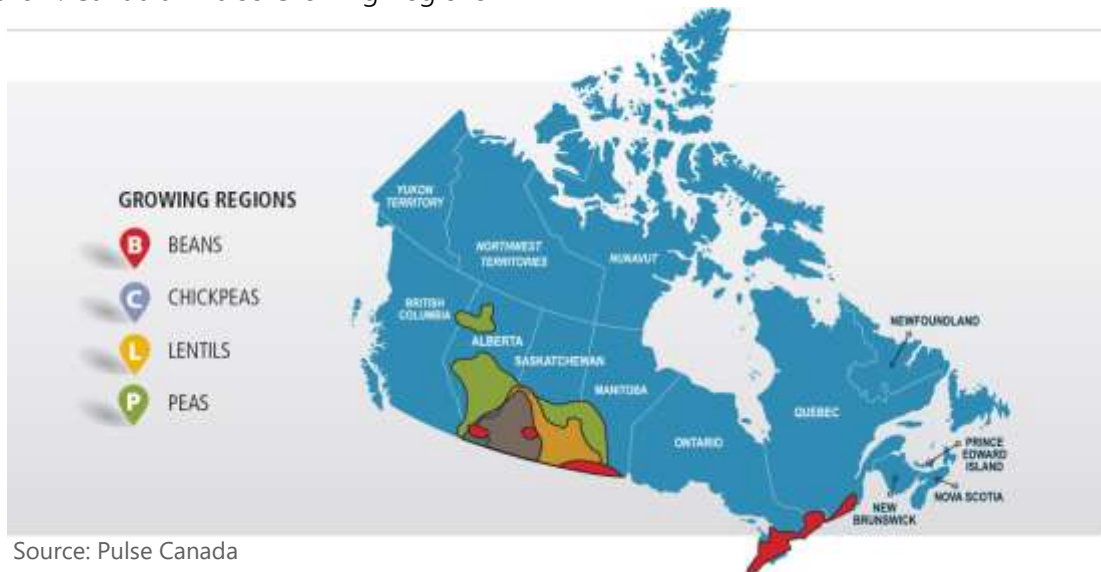 GROWING REGIONS
B BEANS
C CHICKPEAS
L LENTILS
P PEAS
YUKON
TERRITORY
NORTHWEST
TERRITORIES
NUNAVUT
BRITISH
COLUMBIA
ALBERTA
SASKATCHEWAN
MANITOBA
ONTARIO
QUEBEC
NEWFOUNDLAND
PRINCE
EDWARD
ISLAND
NOVA SCOTIA
NEW
BRUNSWICK
Source: Pulse Canada